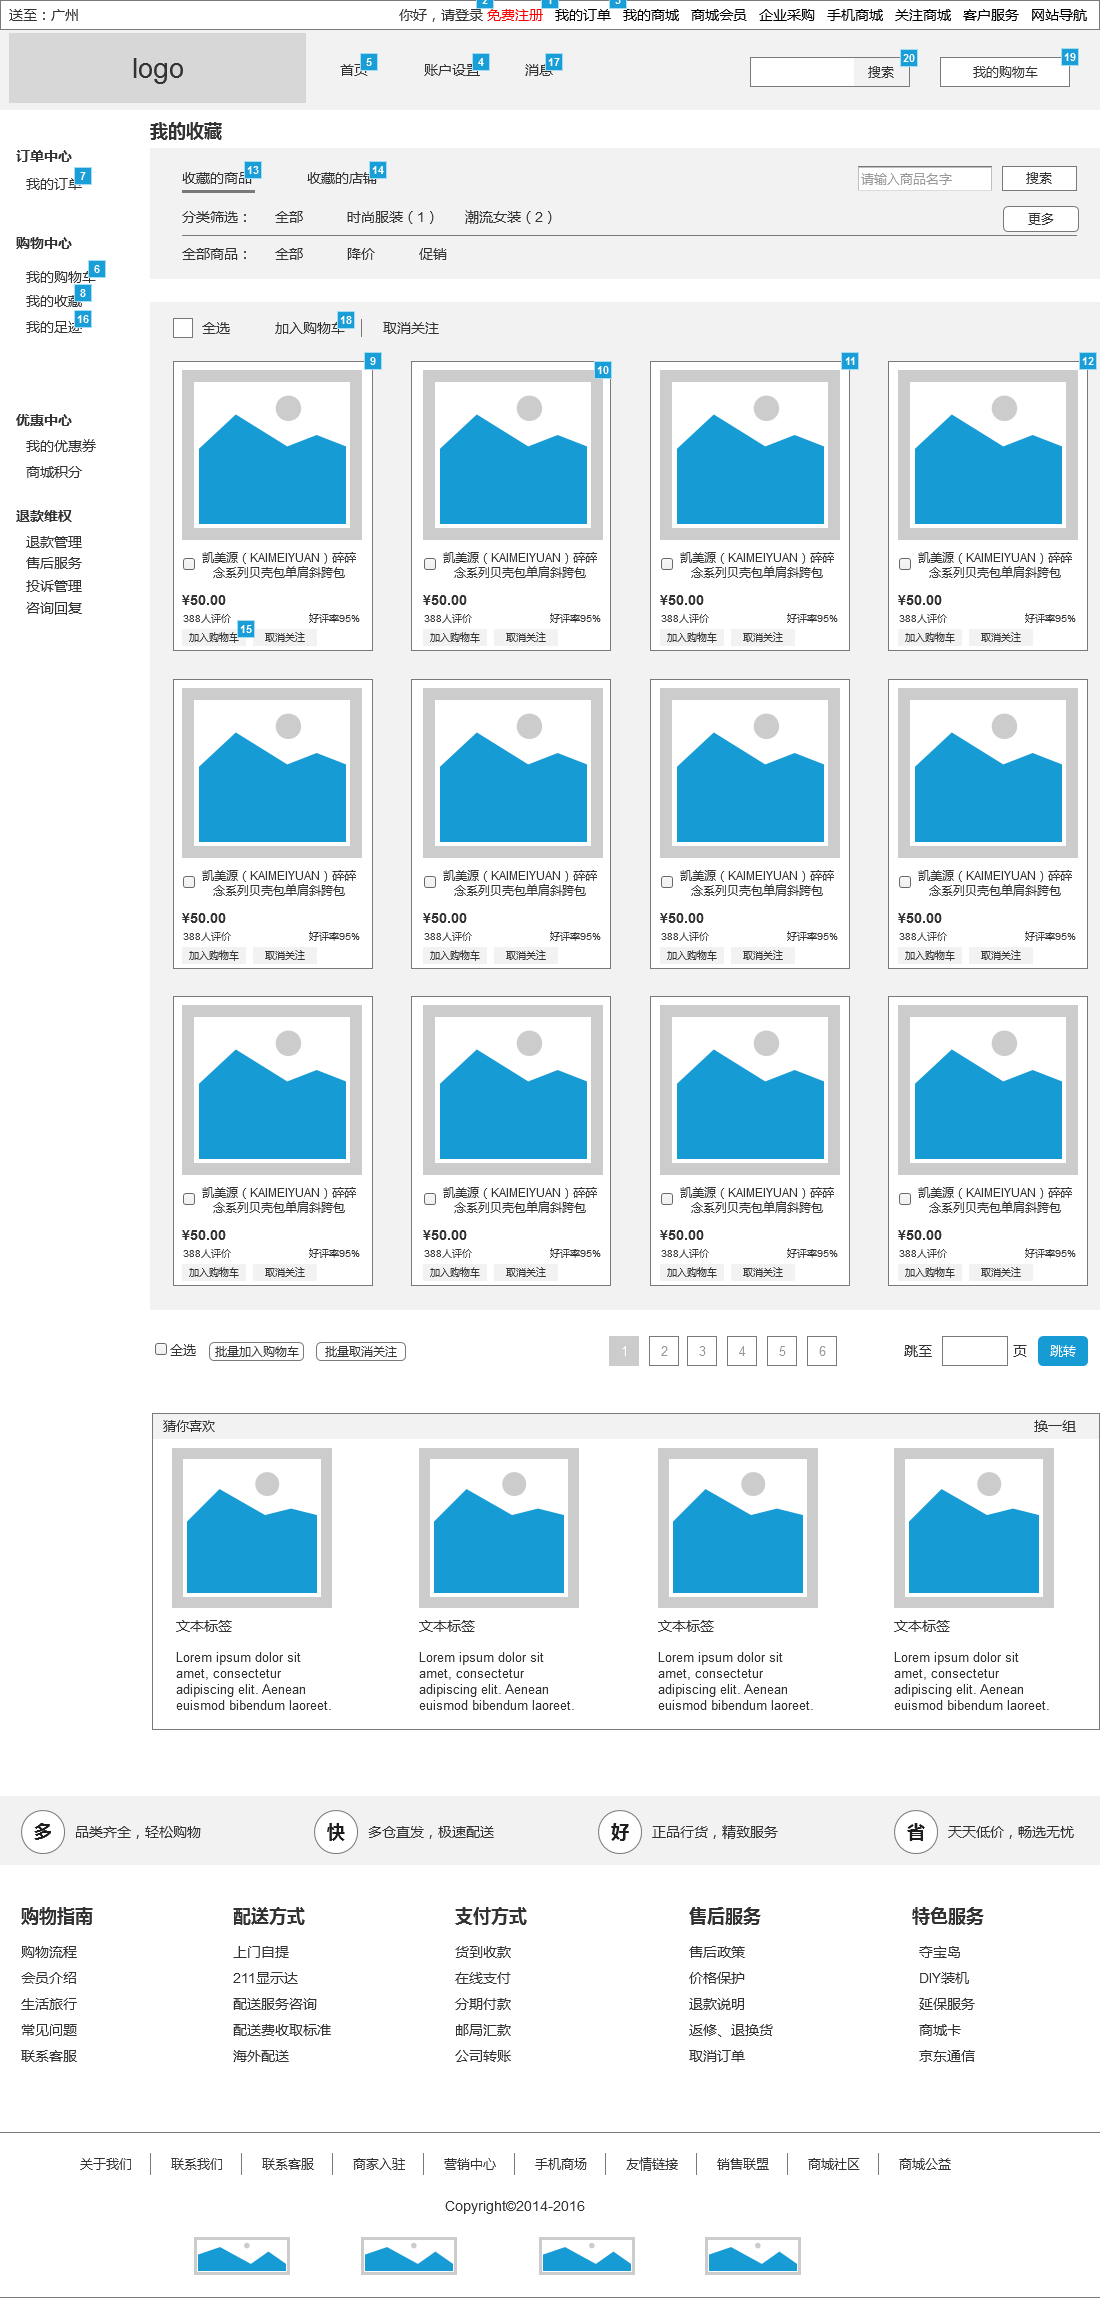 送至：广州 你好，请登录 免费注册 我的订单 我的商城 商城会员 企业采购 手机商城 关注商城 客户服务 网站导航
logo 首页 5 账户设置 4 消息 17 搜索 20 我的购物车 19
我的收藏
订单中心
我的订单 7
购物中心
我的购物车 6
我的收藏 8
我的足迹 16
优惠中心
我的优惠券
商城积分
退款维权
退款管理
售后服务
投诉管理
咨询回复
收藏的商品 13 收藏的店铺 14 请输入商品名字 搜索
分类筛选： 全部 时尚服装（1） 潮流女装（2） 更多
全部商品： 全部 降价 促销
全选 加入购物车 18 取消关注
9 10 11 12
凯美源（KAIMEIYUAN）碎碎 凯美源（KAIMEIYUAN）碎碎 凯美源（KAIMEIYUAN）碎碎 凯美源（KAIMEIYUAN）碎碎
念系列贝壳包单肩斜跨包 念系列贝壳包单肩斜跨包 念系列贝壳包单肩斜跨包 念系列贝壳包单肩斜跨包
¥50.00 ¥50.00 ¥50.00 ¥50.00
388人评价 好评率95% 388人评价 好评率95% 388人评价 好评率95% 388人评价 好评率95%
加入购物车 15 取消关注 加入购物车 取消关注 加入购物车 取消关注 加入购物车 取消关注
凯美源（KAIMEIYUAN）碎碎 凯美源（KAIMEIYUAN）碎碎 凯美源（KAIMEIYUAN）碎碎 凯美源（KAIMEIYUAN）碎碎
念系列贝壳包单肩斜跨包 念系列贝壳包单肩斜跨包 念系列贝壳包单肩斜跨包 念系列贝壳包单肩斜跨包
¥50.00 ¥50.00 ¥50.00 ¥50.00
388人评价 好评率95% 388人评价 好评率95% 388人评价 好评率95% 388人评价 好评率95%
加入购物车 取消关注 加入购物车 取消关注 加入购物车 取消关注 加入购物车 取消关注
凯美源（KAIMEIYUAN）碎碎 凯美源（KAIMEIYUAN）碎碎 凯美源（KAIMEIYUAN）碎碎 凯美源（KAIMEIYUAN）碎碎
念系列贝壳包单肩斜跨包 念系列贝壳包单肩斜跨包 念系列贝壳包单肩斜跨包 念系列贝壳包单肩斜跨包
¥50.00 ¥50.00 ¥50.00 ¥50.00
388人评价 好评率95% 388人评价 好评率95% 388人评价 好评率95% 388人评价 好评率95%
加入购物车 取消关注 加入购物车 取消关注 加入购物车 取消关注 加入购物车 取消关注
全选 批量加入购物车 批量取消关注 1 2 3 4 5 6 跳至 页 跳转
猜你喜欢 换一组
文本标签 文本标签 文本标签 文本标签
Lorem ipsum dolor sit Lorem ipsum dolor sit Lorem ipsum dolor sit Lorem ipsum dolor sit
amet, consectetur amet, consectetur amet, consectetur amet, consectetur
adipiscing elit. Aenean adipiscing elit. Aenean adipiscing elit. Aenean adipiscing elit. Aenean
euismod bibendum laoreet. euismod bibendum laoreet. euismod bibendum laoreet. euismod bibendum laoreet.
多 品类齐全，轻松购物 快 多仓直发，极速配送 好 正品行货，精致服务 省 天天低价，畅选无忧
购物指南 配送方式 支付方式 售后服务 特色服务
购物流程 上门自提 货到收款 售后政策 夺宝岛
会员介绍 211显示达 在线支付 价格保护 DIY装机
生活旅行 配送服务咨询 分期付款 退款说明 延保服务
常见问题 配送费收取标准 邮局汇款 返修、退换货 商城卡
联系客服 海外配送 公司转账 取消订单 京东通信
关于我们 联系我们 联系客服 商家入驻 营销中心 手机商场 友情链接 销售联盟 商城社区 商城公益
Copyright©2014-2016